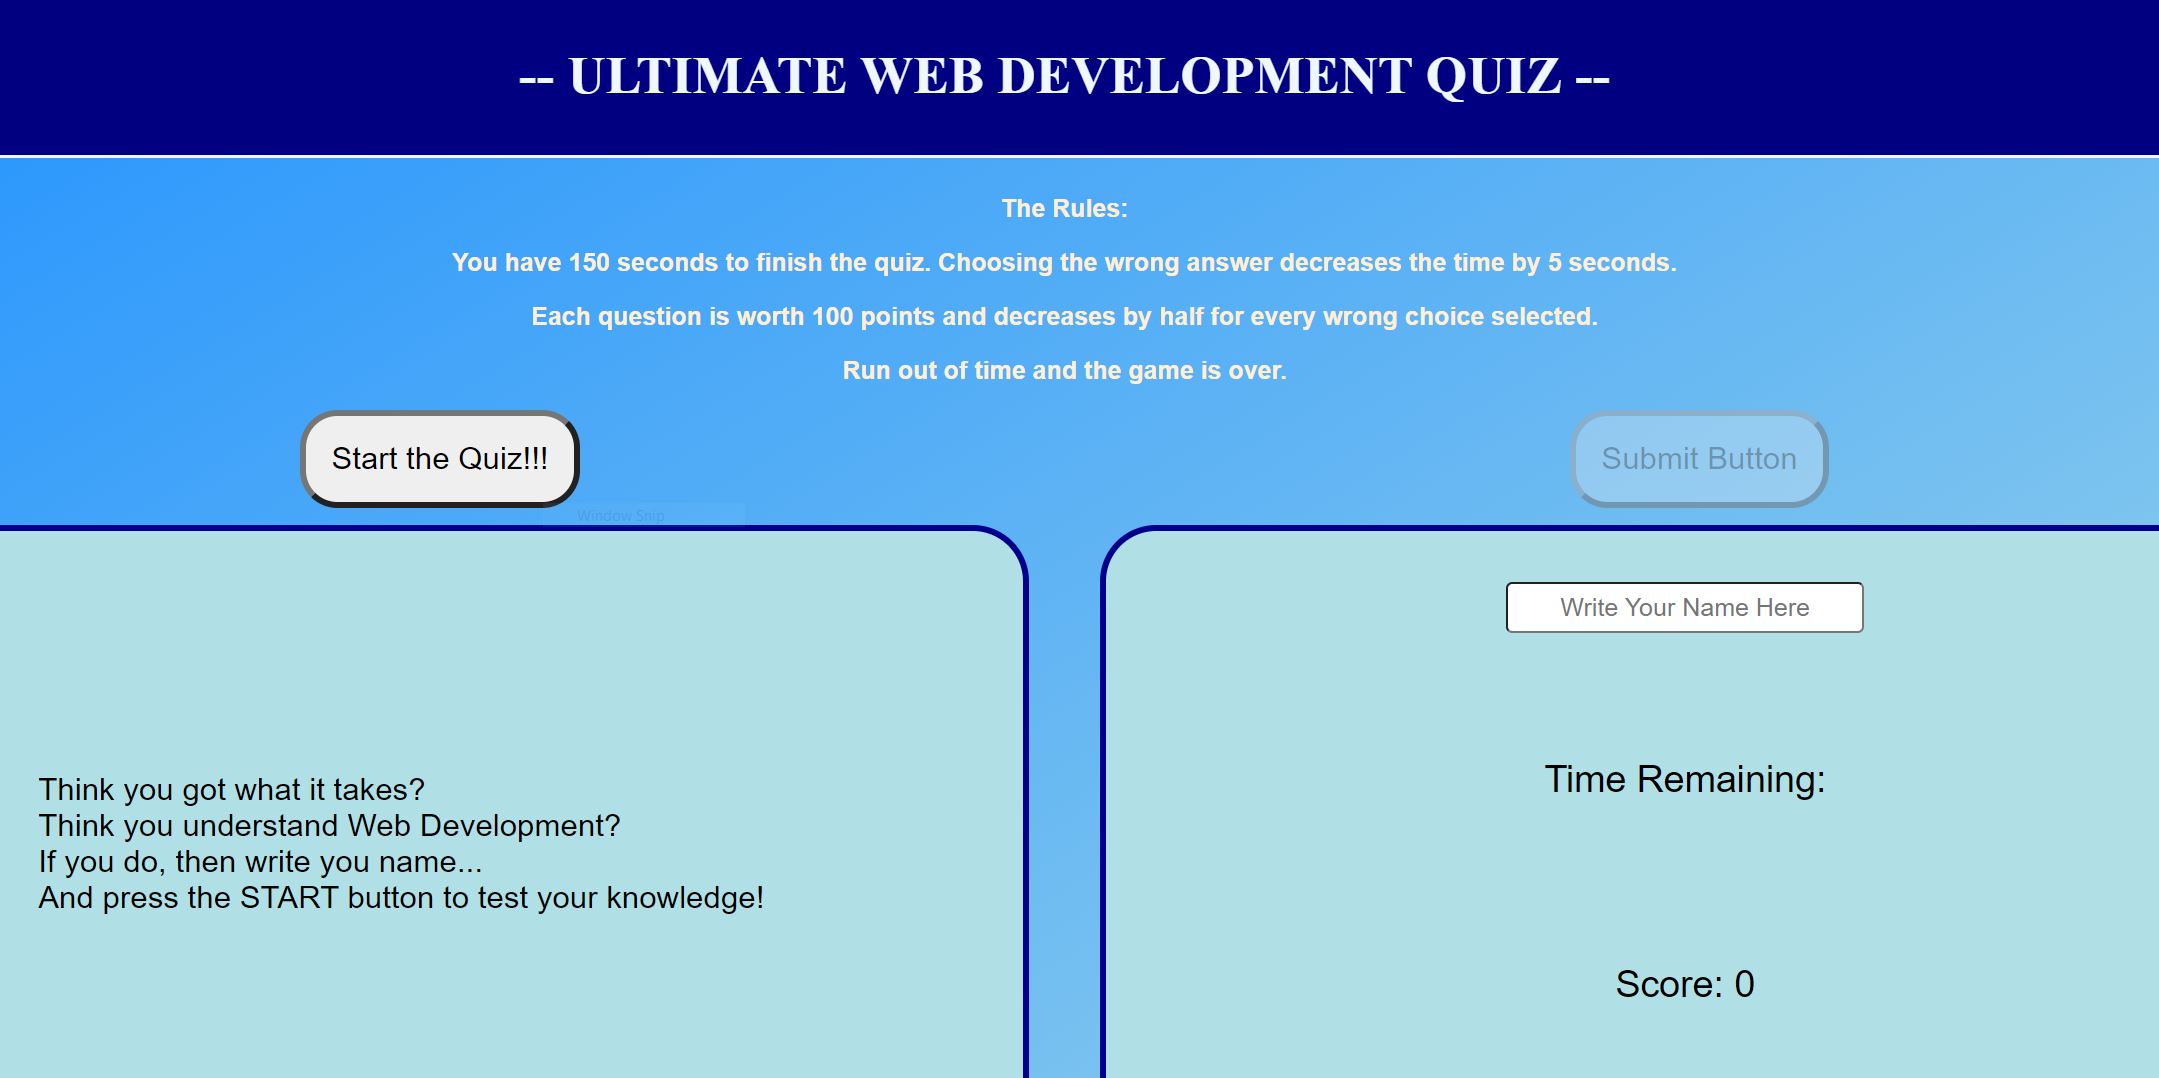 -- ULTIMATE WEB DEVELOPMENT QUIZ --
The Rules:
You have 150 seconds to finish the quiz. Choosing the wrong answer decreases the time by 5 seconds.
Each question is worth 100 points and decreases by half for every wrong choice selected.
Run out of time and the game is over.
Start the Quiz!!!
Submit Button
Window Snip
Think you got what it takes?
Think you understand Web Development?
If you do, then write you name...
And press the START button to test your knowledge!
Write Your Name Here
Time Remaining:
Score: 0